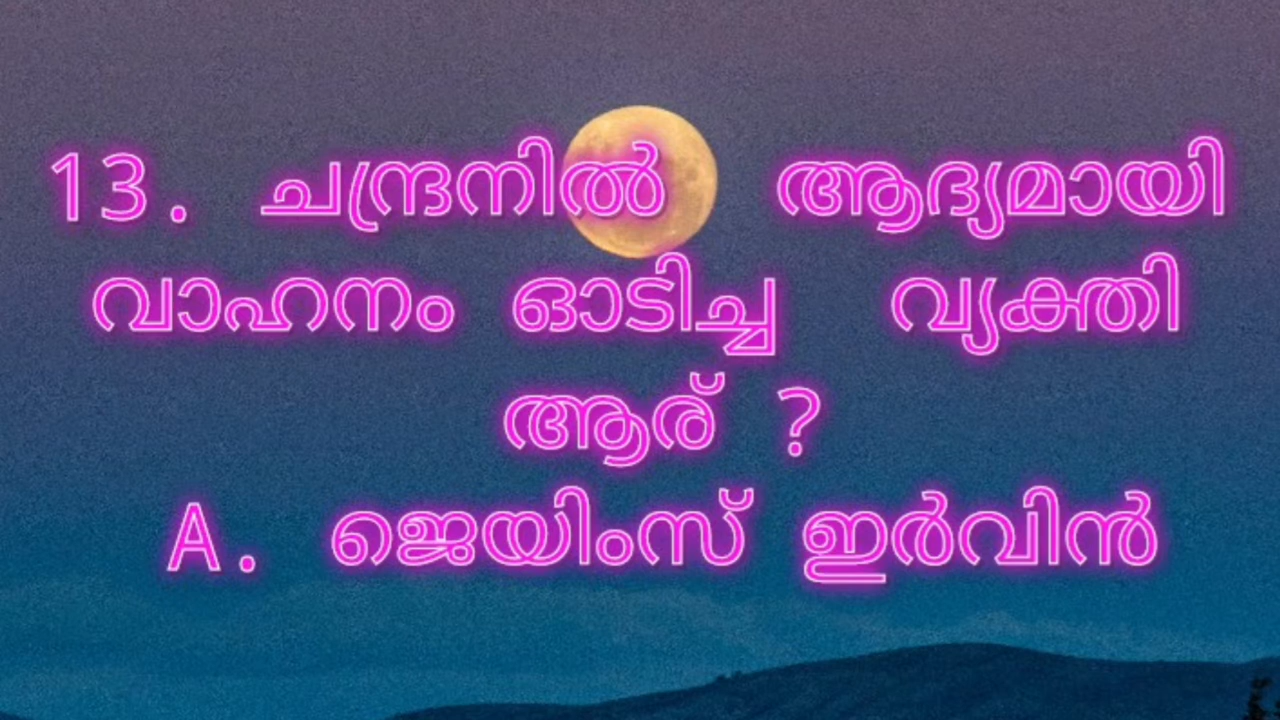 13. ചന്ദ്രനിൽ ആദ്യമായി
വാഹനം ഓടിച്ച വ്യക്തി
ആര് ?
A. ജെയിംസ് ഇർവിൻ